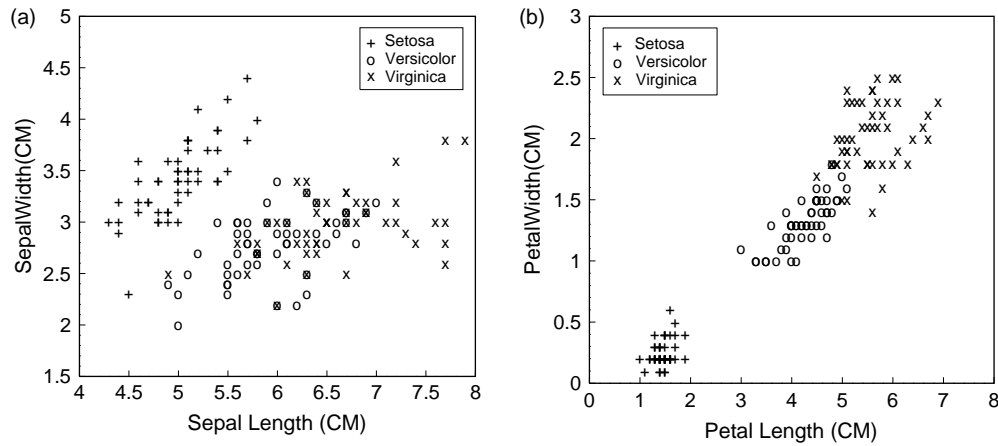 (a)
5
4.5
4
3.5
3
2.5
2
1.5
SepalWidth(CM)
+ Setosa
o Versicolor
x Virginica
4 4.5 5 5.5 6 6.5 7 7.5 8
Sepal Length (CM)
(b)
3
2.5
2
1.5
1
0.5
0
PetalWidth(CM)
+ Setosa
o Versicolor
x Virginica
0 1 2 3 4 5 6 7 8
Petal Length (CM)